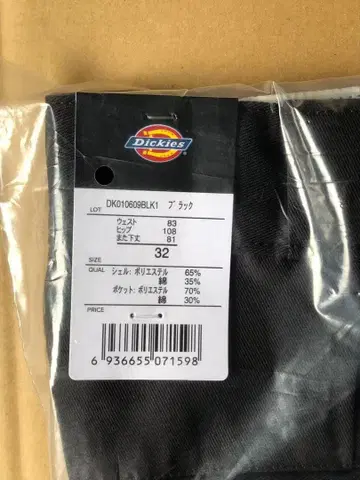 Dickies
LOT DK010609BLK1 ブラック
ウェスト 83
ヒップ 108
また下丈 81
SIZE 32
QUAL シェル: ポリエステル 65%
綿 35%
ポケット: ポリエステル 70%
綿 30%
PRICE
6 936655 071598